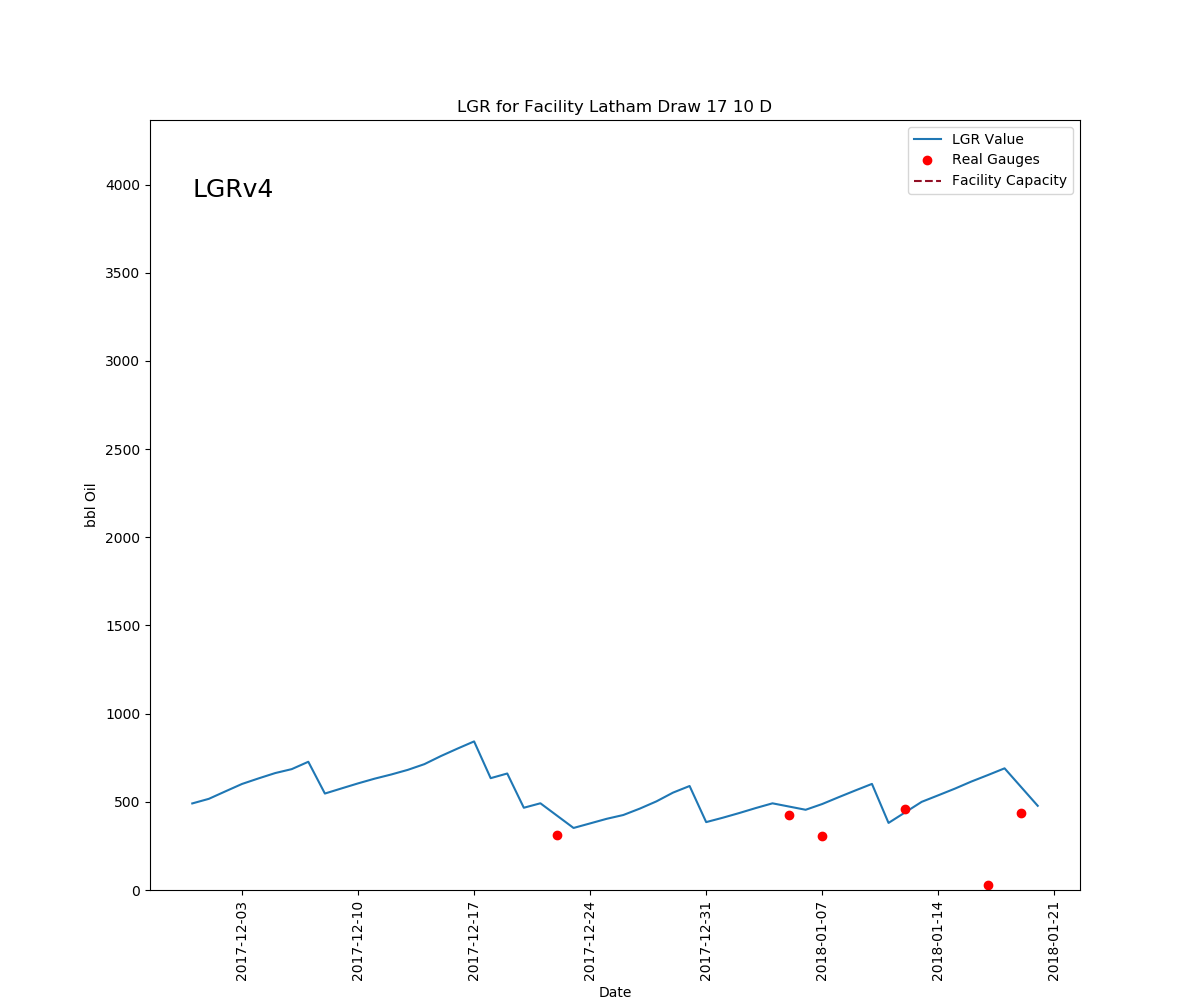 LGR for Facility Latham Draw 17 10 D
LGR Value
Real Gauges
Facility Capacity
LGRv4
4000
3500
3000
2500
2000
1500
1000
500
0
bbl Oil
2017-12-03
2017-12-10
2017-12-17
2017-12-24
2017-12-31
2018-01-07
2018-01-14
2018-01-21
Date